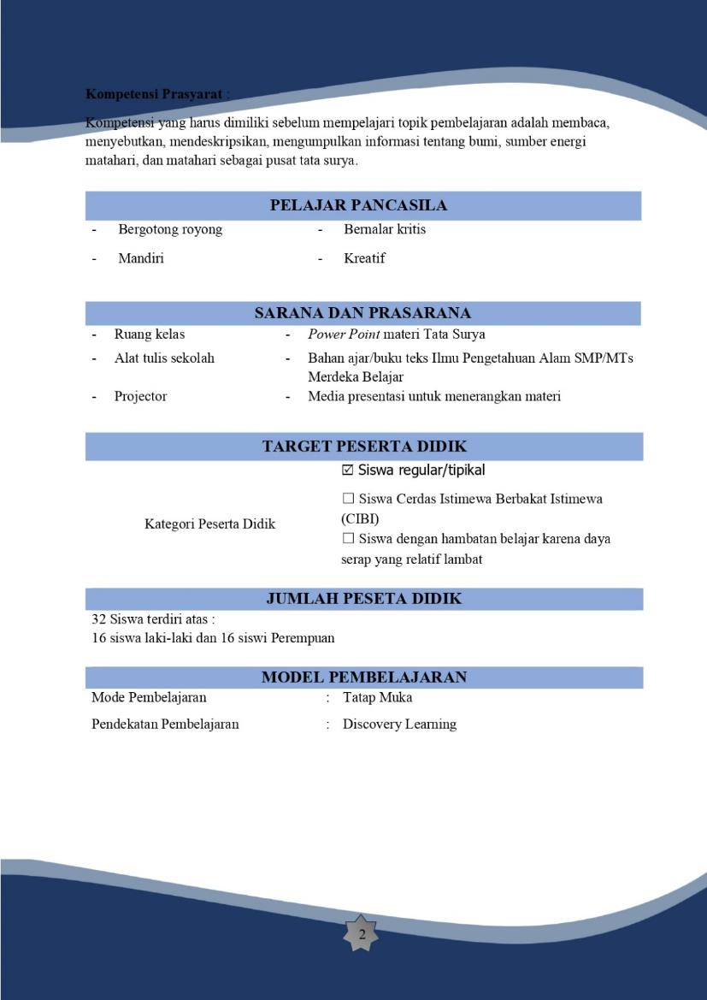 Kompetensi Prasyarat :
Kompetensi yang harus dimiliki sebelum mempelajari topik pembelajaran adalah membaca,
menyebutkan, mendeskripsikan, mengumpulkan informasi tentang bumi, sumber energi
matahari, dan matahari sebagai pusat tata surya.
PELAJAR PANCASILA
- Bergotong royong - Bernalar kritis
- Mandiri - Kreatif
SARANA DAN PRASARANA
- Ruang kelas - Power Point materi Tata Surya
- Alat tulis sekolah - Bahan ajar/buku teks Ilmu Pengetahuan Alam SMP/MTs
Merdeka Belajar
- Projector - Media presentasi untuk menerangkan materi
TARGET PESERTA DIDIK
☑ Siswa regular/tipikal
☐ Siswa Cerdas Istimewa Berbakat Istimewa
(CIBI)
Kategori Peserta Didik
☐ Siswa dengan hambatan belajar karena daya
serap yang relatif lambat
JUMLAH PESETA DIDIK
32 Siswa terdiri atas :
16 siswa laki-laki dan 16 siswi Perempuan
MODEL PEMBELAJARAN
Mode Pembelajaran : Tatap Muka
Pendekatan Pembelajaran : Discovery Learning
2